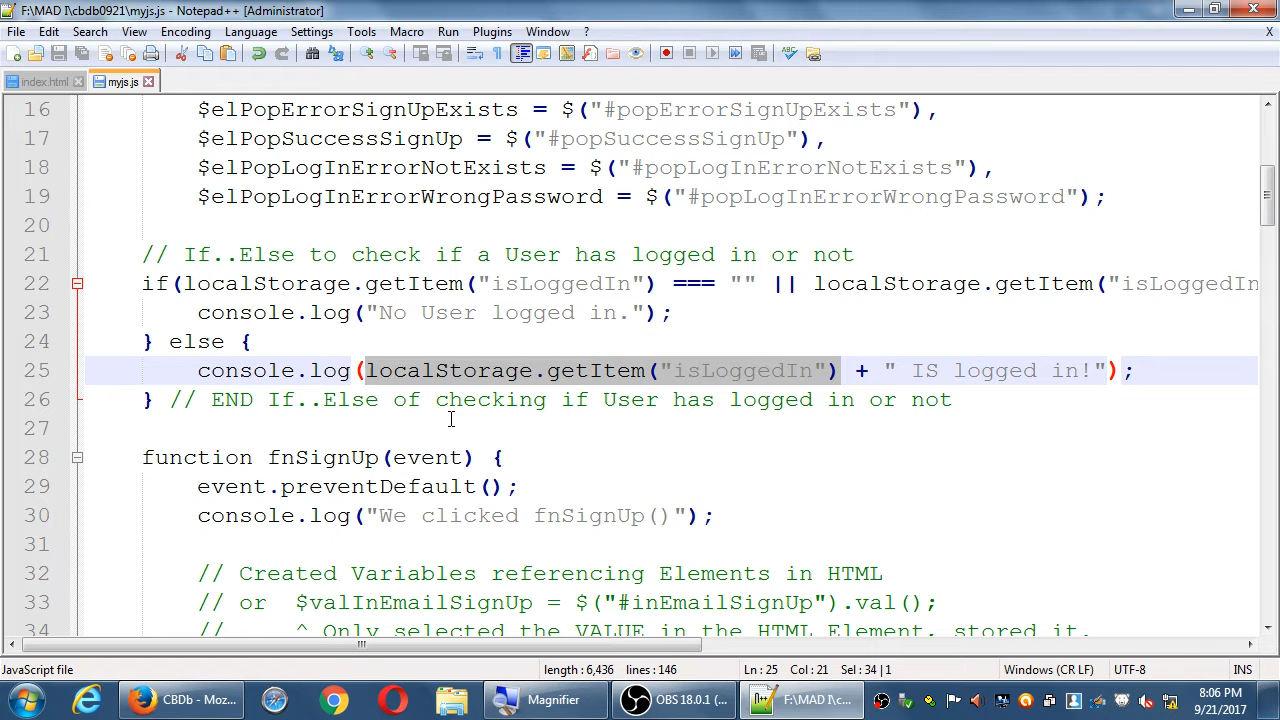 F:\MAD I\cbdb0921\myjs.js - Notepad++ [Administrator]
File Edit Search View Encoding Language Settings Tools Macro Run Plugins Window ? X
index.html myjs.js
16 $elPopErrorSignUpExists = $("#popErrorSignUpExists"),
17 $elPopSuccessSignUp = $("#popSuccessSignUp"),
18 $elPopLogInErrorNotExists = $("#popLogInErrorNotExists"),
19 $elPopLogInErrorWrongPassword = $("#popLogInErrorWrongPassword");
20
21 // If..Else to check if a User has logged in or not
22 if(localStorage.getItem("isLoggedIn") === "" || localStorage.getItem("isLoggedIn
23 console.log("No User logged in.");
24 } else {
25 console.log(localStorage.getItem("isLoggedIn") + " IS logged in!");
26 } // END If..Else of checking if User has logged in or not
27
28 function fnSignUp(event) {
29 event.preventDefault();
30 console.log("We clicked fnSignUp()");
31
32 // Created Variables referencing Elements in HTML
33 // or $valInEmailSignUp = $("#inEmailSignUp").val();
34 // ^ Only selected the VALUE in the HTML Element, stored it.
JavaScript file length : 6,436 lines : 146 Ln : 25 Col : 21 Sel : 34 | 1 Windows (CR LF) UTF-8 INS
CBDb - Moz... Magnifier OBS 18.0.1 (... F:\MAD I\c... 8:06 PM
9/21/2017